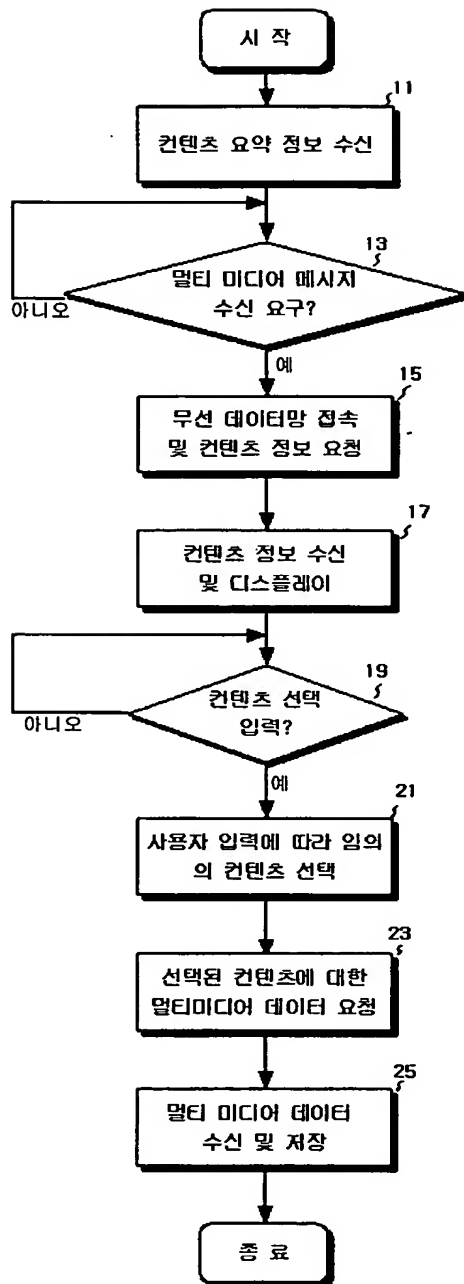 시 작
11
컨텐츠 요약 정보 수신
13
멀티 미디어 메시지
수신 요구?
아니오
예
15
무선 데이터망 접속
및 컨텐츠 정보 요청
17
컨텐츠 정보 수신
및 디스플레이
19
컨텐츠 선택
입력?
아니오
예
21
사용자 입력에 따라 임의
의 컨텐츠 선택
23
선택된 컨텐츠에 대한
멀티미디어 데이터 요청
25
멀티 미디어 데이터
수신 및 저장
종 료